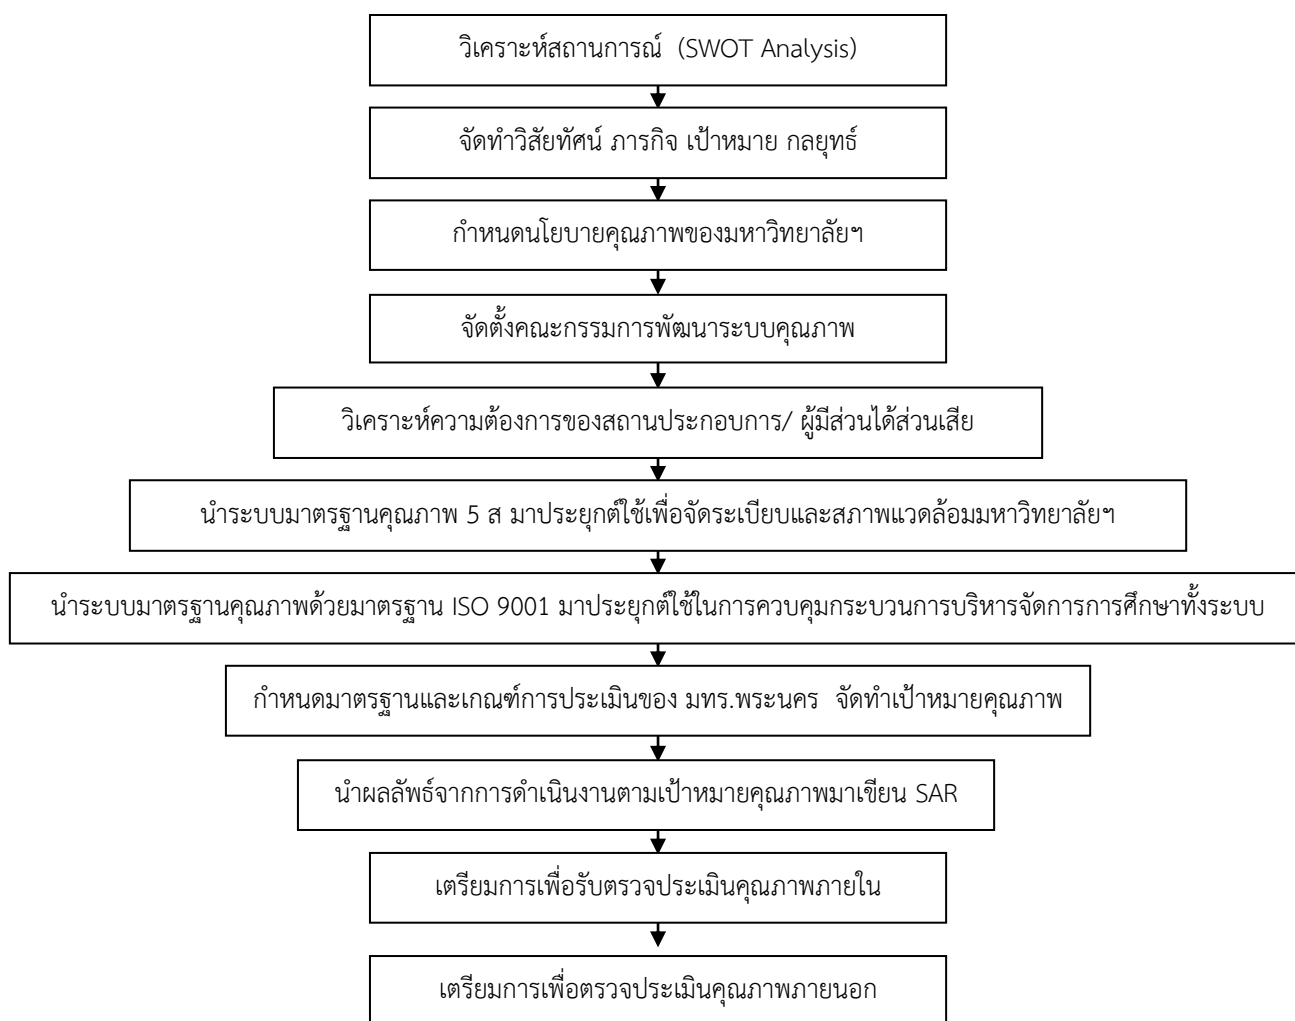 วิเคราะห์สถานการณ์ (SWOT Analysis)
จัดทำวิสัยทัศน์ ภารกิจ เป้าหมาย กลยุทธ์
กำหนดนโยบายคุณภาพของมหาวิทยาลัยฯ
จัดตั้งคณะกรรมการพัฒนาระบบคุณภาพ
วิเคราะห์ความต้องการของสถานประกอบการ/ ผู้มีส่วนได้ส่วนเสีย
นำระบบมาตรฐานคุณภาพ 5 ส มาประยุกต์ใช้เพื่อจัดระเบียบและสภาพแวดล้อมมหาวิทยาลัยฯ
นำระบบมาตรฐานคุณภาพด้วยมาตรฐาน ISO 9001 มาประยุกต์ใช้ในการควบคุมกระบวนการบริหารจัดการการศึกษาทั้งระบบ
กำหนดมาตรฐานและเกณฑ์การประเมินของ มทร.พระนคร จัดทำเป้าหมายคุณภาพ
นำผลลัพธ์จากการดำเนินงานตามเป้าหมายคุณภาพมาเขียน SAR
เตรียมการเพื่อรับตรวจประเมินคุณภาพภายใน
เตรียมการเพื่อตรวจประเมินคุณภาพภายนอก